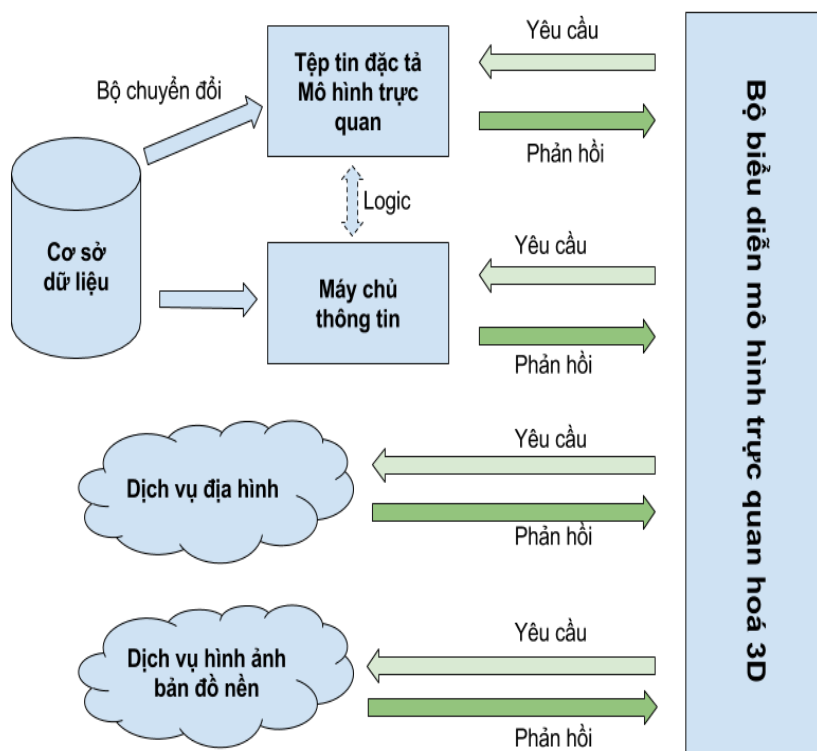 Yêu cầu
Tệp tin đặc tả
Mô hình trực
quan
Bộ chuyển đổi
Phản hồi
Logic
Cơ sở
dữ liệu
Yêu cầu
Máy chủ
thông tin
Phản hồi
Yêu cầu
Dịch vụ địa hình
Phản hồi
Yêu cầu
Dịch vụ hình ảnh
bản đồ nền
Phản hồi
Bộ biểu diễn mô hình trực quan hoá 3D